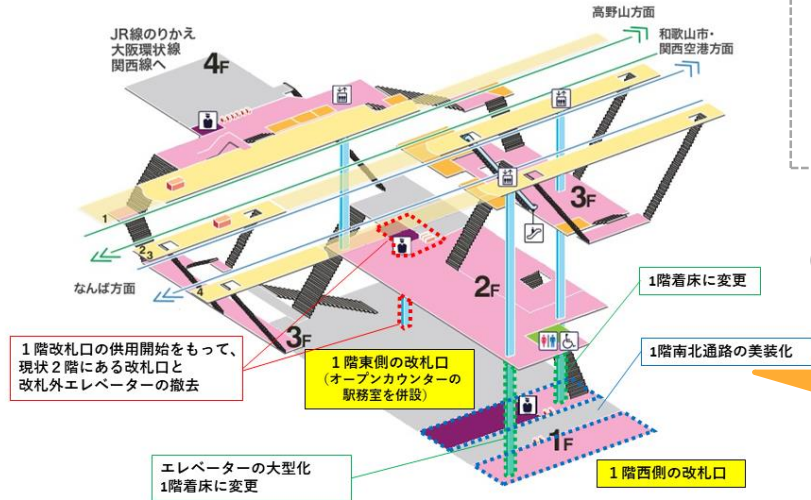 高野山方面
JR線のりかえ
大阪環状線
関西線へ
4F
和歌山市・
関西空港方面
1
2
3
4
なんば方面
3F
2F
3F
1階着床に変更
1階改札口の供用開始をもって、
現状2階にある改札口と
改札外エレベーターの撤去
1階東側の改札口
(オープンカウンターの
駅務室を併設)
1階南北通路の美装化
1F
エレベーターの大型化
1階着床に変更
1階西側の改札口